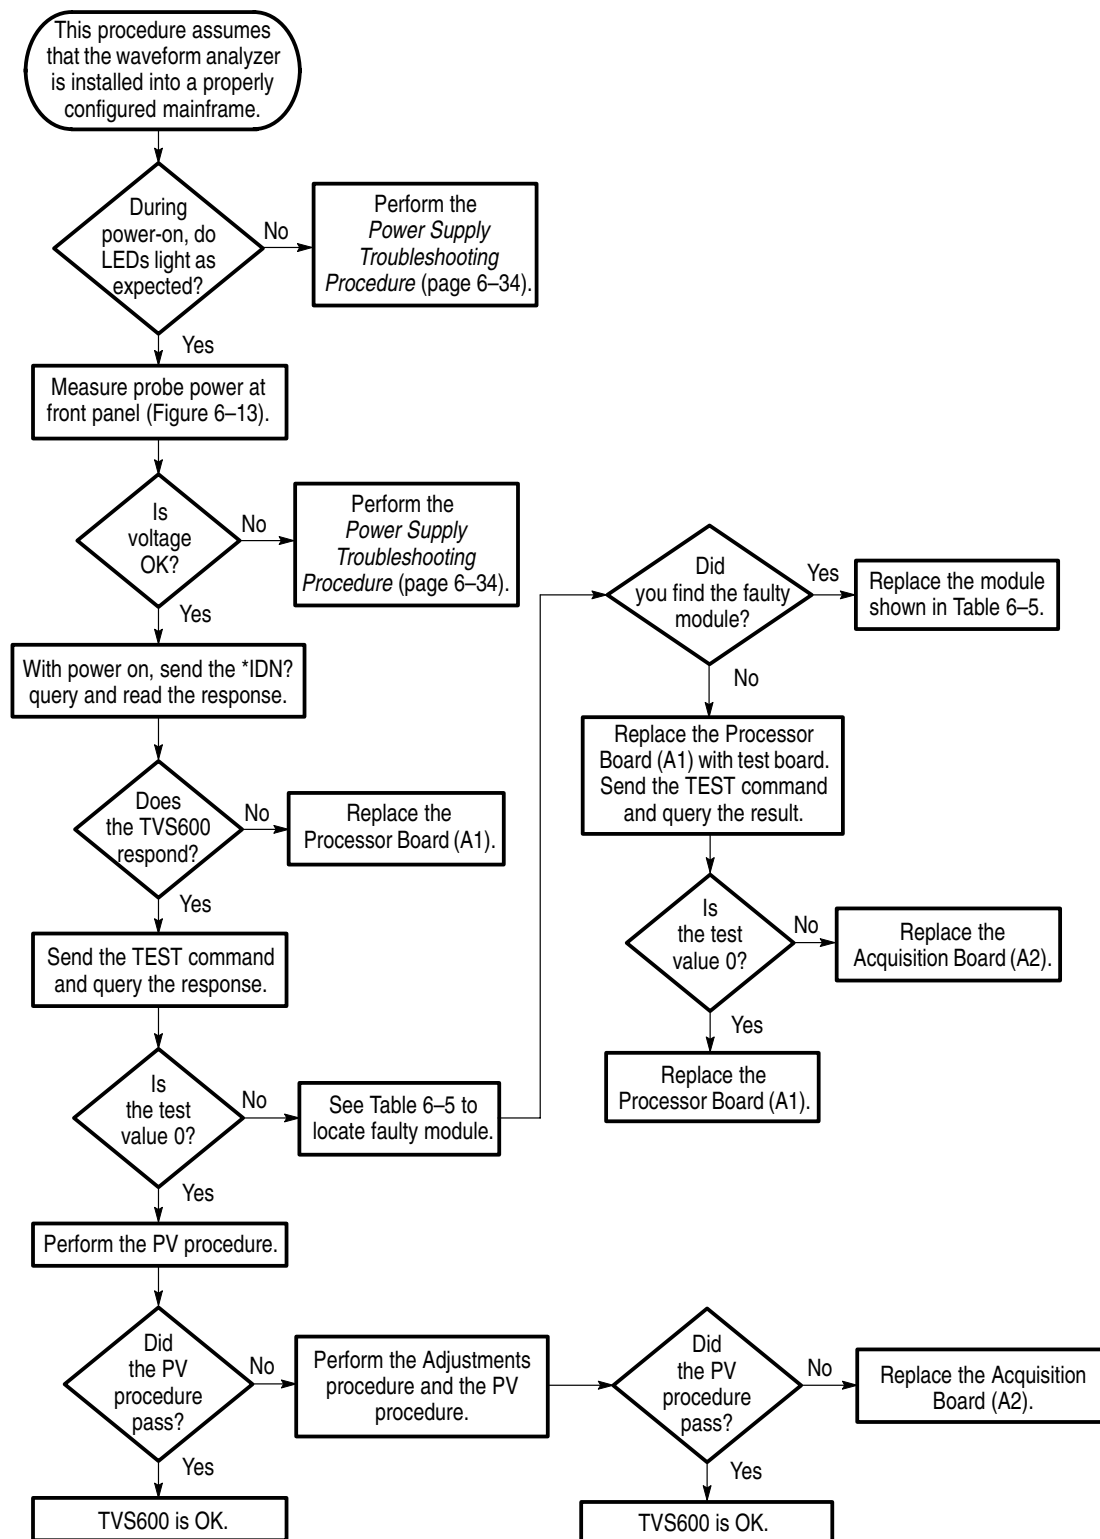 This procedure assumes
that the waveform analyzer
is installed into a properly
configured mainframe.
During
power-on, do
LEDs light as
expected?
No
Perform the
Power Supply
Troubleshooting
Procedure (page 6–34).
Yes
Measure probe power at
front panel (Figure 6–13).
Is
voltage
OK?
No
Perform the
Power Supply
Troubleshooting
Procedure (page 6–34).
Yes
With power on, send the *IDN?
query and read the response.
Does
the TVS600
respond?
No
Replace the
Processor Board (A1).
Yes
Send the TEST command
and query the response.
Is
the test
value 0?
No
See Table 6–5 to
locate faulty module.
Did
you find the faulty
module?
Yes
Replace the module
shown in Table 6–5.
No
Replace the Processor
Board (A1) with test board.
Send the TEST command
and query the result.
Is
the test
value 0?
No
Replace the
Acquisition Board (A2).
Yes
Replace the
Processor Board (A1).
Yes
Perform the PV procedure.
Did
the PV
procedure
pass?
No
Perform the Adjustments
procedure and the PV
procedure.
Did
the PV
procedure
pass?
No
Replace the Acquisition
Board (A2).
Yes
TVS600 is OK.
Yes
TVS600 is OK.